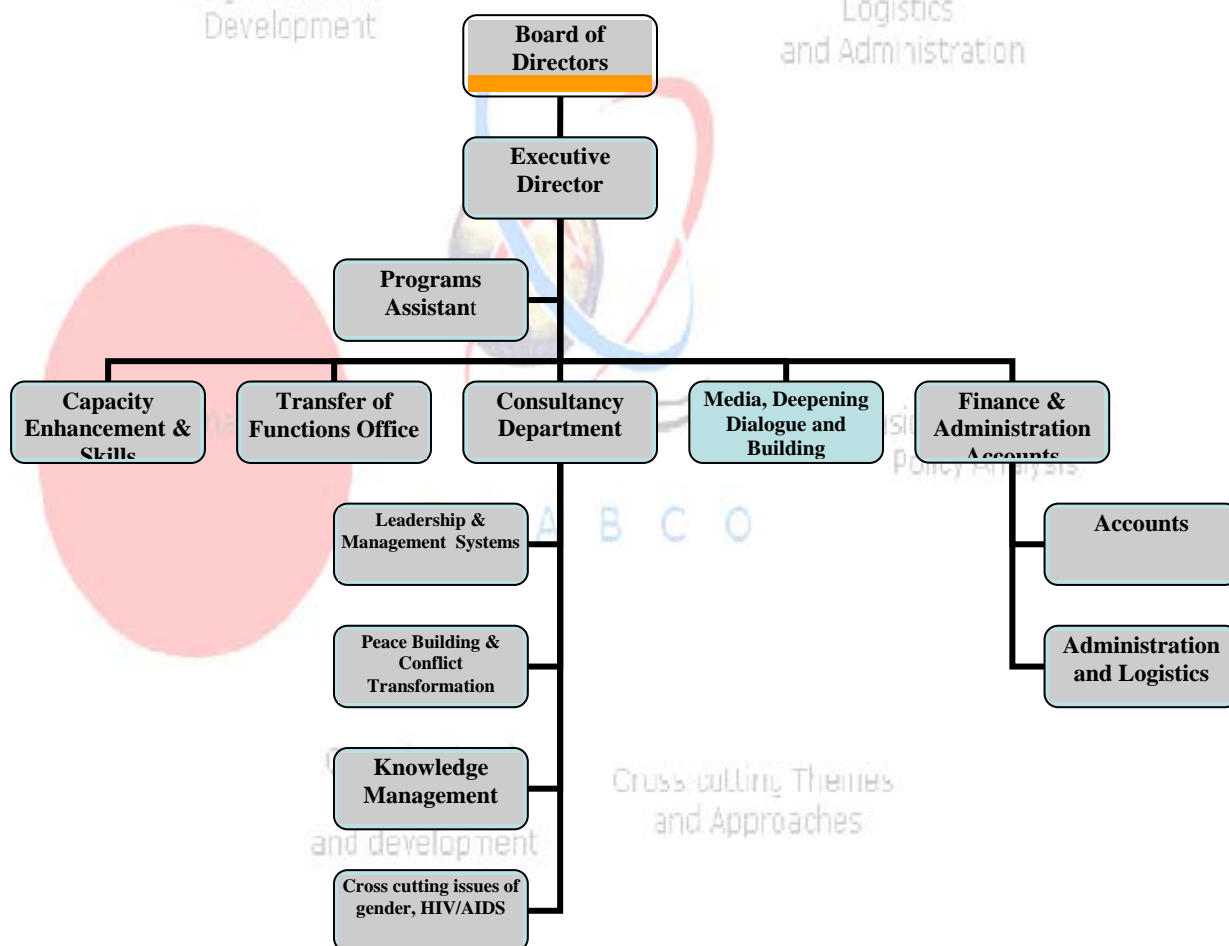 Development
Logistics
and Administration
Board of
Directors
Executive
Director
Programs
Assistant
Capacity
Enhancement &
Skills
Transfer of
Functions Office
Consultancy
Department
Media, Deepening
Dialogue and
Building
Finance &
Administration
Accounts
Policy Analysis
A B C O
Leadership &
Management Systems
Accounts
Peace Building &
Conflict
Transformation
Administration
and Logistics
Knowledge
Management
Cross cutting Themes
and Approaches
and development
Cross cutting issues of
gender, HIV/AIDS